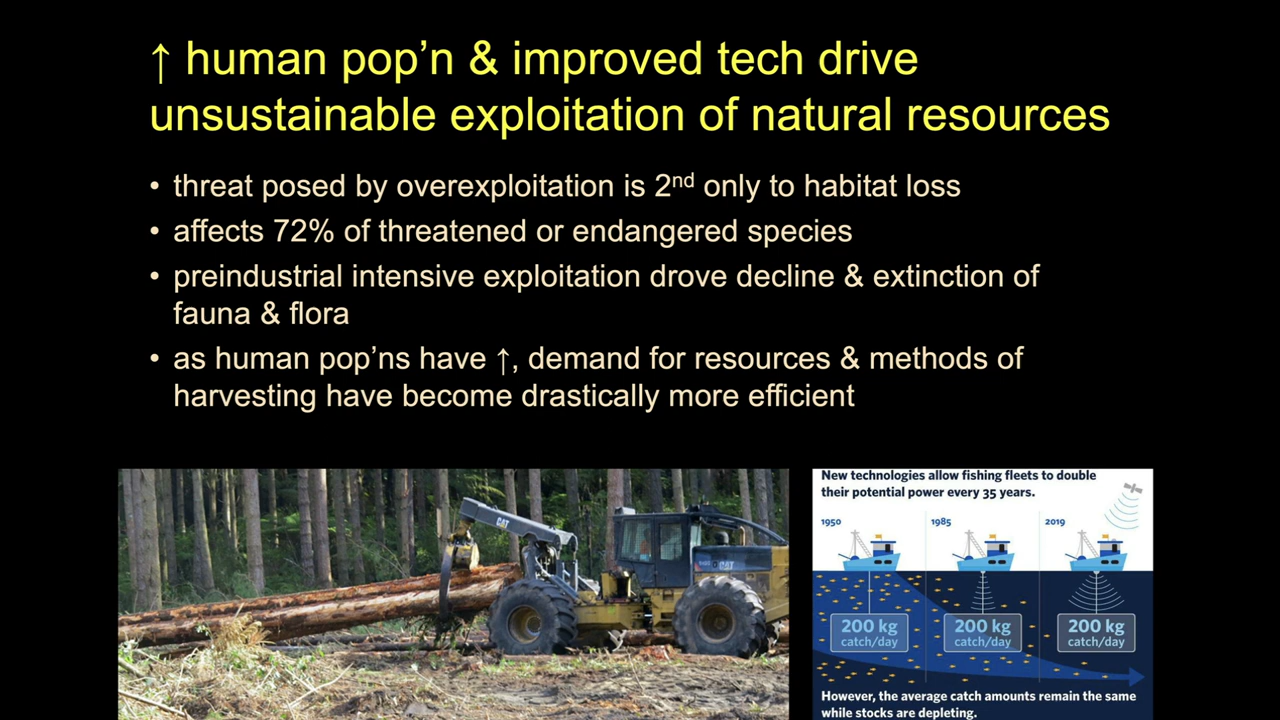 ↑ human pop’n & improved tech drive
unsustainable exploitation of natural resources
• threat posed by overexploitation is 2nd only to habitat loss
• affects 72% of threatened or endangered species
• preindustrial intensive exploitation drove decline & extinction of
fauna & flora
• as human pop’ns have ↑, demand for resources & methods of
harvesting have become drastically more efficient
CAT
CAT
New technologies allow fishing fleets to double
their potential power every 35 years.
1950
1985
2019
200 kg
catch/day
200 kg
catch/day
200 kg
catch/day
However, the average catch amounts remain the same
while stocks are depleting.